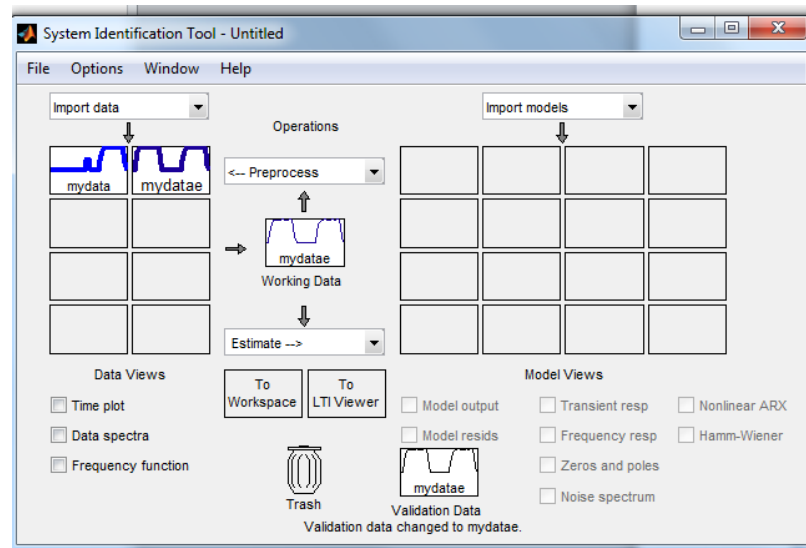 System Identification Tool - Untitled
File Options Window Help
Import data
Import models
Operations
mydata
mydatae
<-- Preprocess
mydatae
Working Data
Estimate -->
Data Views
To Workspace
To LTI Viewer
Model Views
Time plot
Data spectra
Frequency function
Model output
Transient resp
Nonlinear ARX
Model resids
Frequency resp
Hamm-Wiener
Zeros and poles
Noise spectrum
mydatae
Trash
Validation Data
Validation data changed to mydatae.